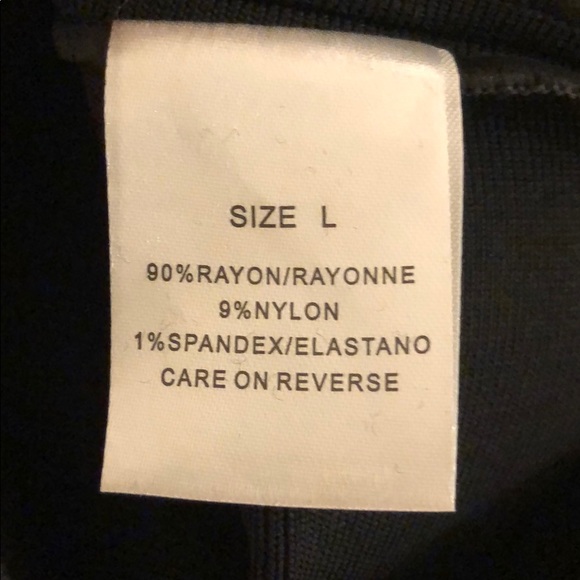 SIZE L
90%RAYON/RAYONNE
9%NYLON
1%SPANDEX/ELASTANO
CARE ON REVERSE